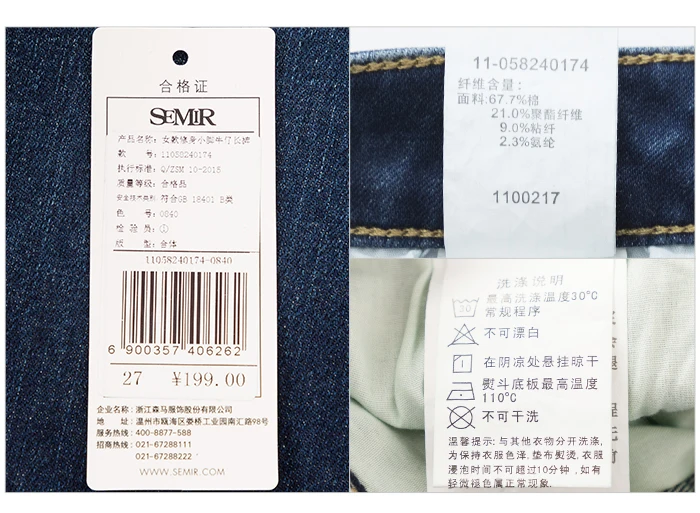 合格证
SEMIR
产品名称: 女款修身小脚牛仔长裤
款 号: 11058240174
执行标准: Q/ZSM 10-2015
质量等级: 合格品
安全技术类别: 符合GB 18401 B类
色 号: 0840
检 验 员: ①
版 型: 合体
11058240174-0840
6 900357 406262
27 ¥199.00
企业名称: 浙江森马服饰股份有限公司
地 址: 温州市瓯海区娄桥工业园南汇路98号
服务热线: 400-8877-588
招商热线: 021-67288111
021-67288222
WWW.SEMIR.COM
11-058240174
纤维含量:
面料:67.7%棉
21.0%聚酯纤维
9.0%粘纤
2.3%氨纶
1100217
洗涤说明
30
最高洗涤温度30°C
常规程序
不可漂白
在阴凉处悬挂晾干
熨斗底板最高温度
110°C
不可干洗
温馨提示: 与其他衣物分开洗涤,
为保持衣服色泽,垫布熨烫, 衣服
浸泡时间不可超过10分钟, 如有
轻微褪色属正常现象.